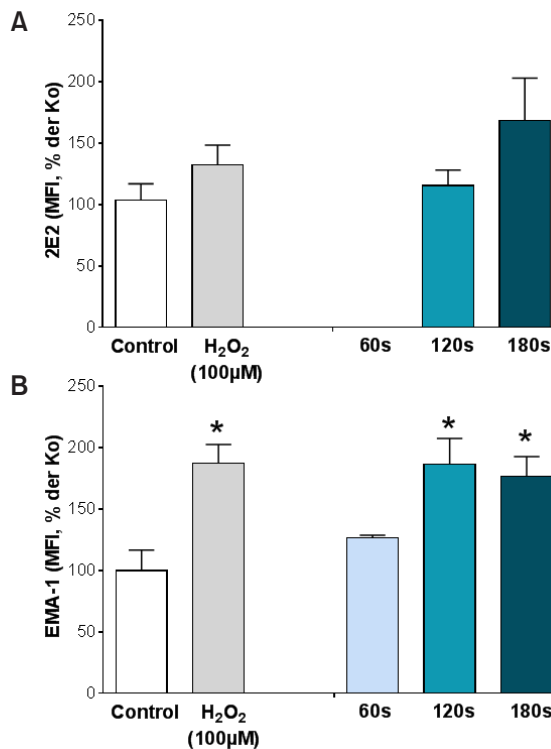 A
2E2 (MFI, % der Ko)
250
200
150
100
50
0
Control H₂O₂ 60s 120s 180s
(100µM)
B
EMA-1 (MFI, % der Ko)
250
200
150
100
50
0
* * *
Control H₂O₂ 60s 120s 180s
(100µM)